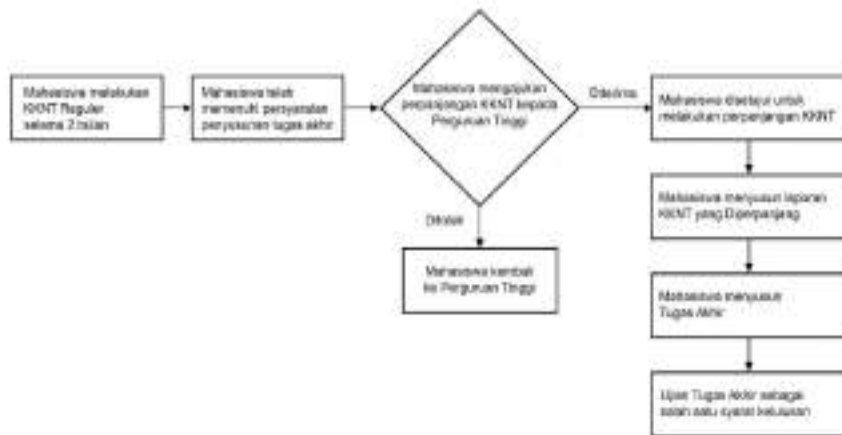 Mahasiswa melakukan
KKNT Reguler
selama 2 bulan
Mahasiswa telah
memenuhi persyaratan
penyusunan tugas akhir
Mahasiswa mengajukan
perpanjangan KKNT kepada
Perguruan Tinggi
Diterima
Mahasiswa disetujui untuk
melakukan perpanjangan KKNT
Mahasiswa menyusun laporan
KKNT yang Diperpanjang
Ditolak
Mahasiswa kembali
ke Perguruan Tinggi
Mahasiswa menyusun
Tugas Akhir
Ujian Tugas Akhir sebagai
salah satu syarat kelulusan